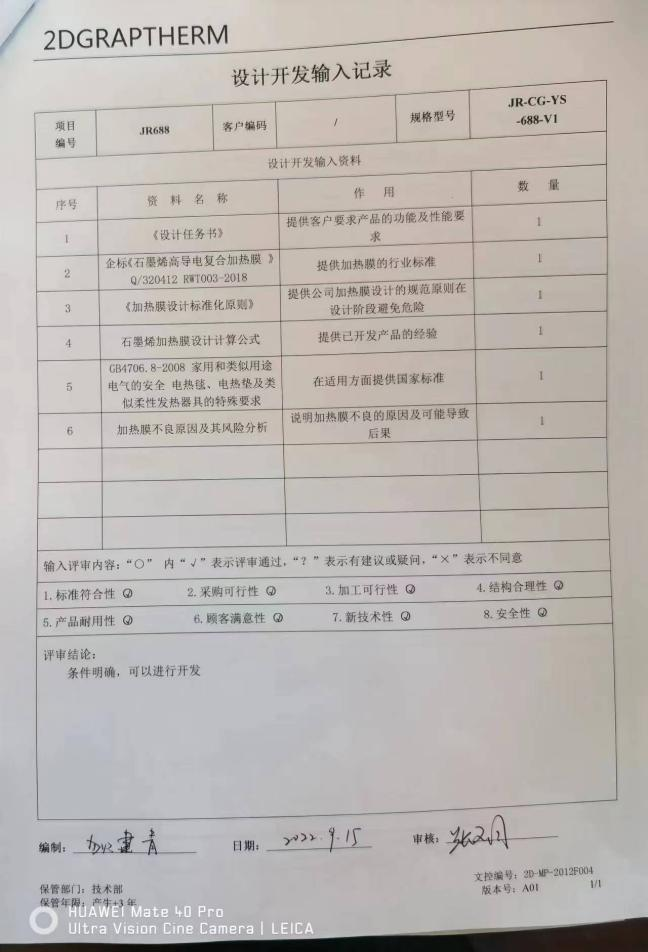 2DGRAPTHERM
设计开发输入记录
项目编号 JR688 客户编码 / 规格型号 JR-CG-YS-688-V1
设计开发输入资料
序号 资料名称 作用 数量
1 《设计任务书》 提供客户要求产品的功能及性能要求 1
2 企标《石墨烯高导电复合加热膜 》Q/320412 RWT003-2018 提供加热膜的行业标准 1
3 《加热膜设计标准化原则》 提供公司加热膜设计的规范原则在设计阶段避免危险 1
4 石墨烯加热膜设计计算公式 提供已开发产品的经验 1
5 GB4706.8-2008 家用和类似用途电气的安全 电热毯、电热垫及类似柔性发热器具的特殊要求 在适用方面提供国家标准 1
6 加热膜不良原因及其风险分析 说明加热膜不良的原因及可能导致后果 1
输入评审内容：“○” 内“√”表示评审通过，“？”表示有建议或疑问，“×”表示不同意
1.标准符合性 2.采购可行性 3.加工可行性 4.结构合理性
5.产品耐用性 6.顾客满意性 7.新技术性 8.安全性
评审结论：
条件明确，可以进行开发
编制： 日期：2022.9.15 审核：
文控编号：2D-MP-2012F004
保管部门：技术部 版本号：A01 1/1
保管年限：产生+3 年
HUAWEI Mate 40 Pro
Ultra Vision Cine Camera | LEICA